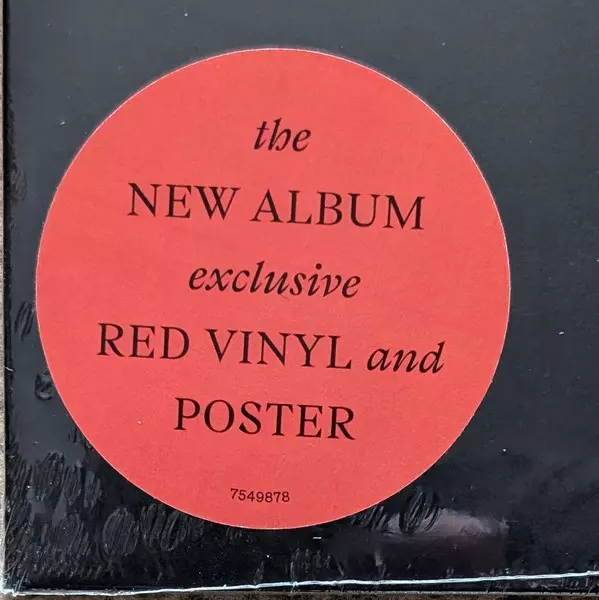 the
NEW ALBUM
exclusive
RED VINYL and
POSTER
7549878